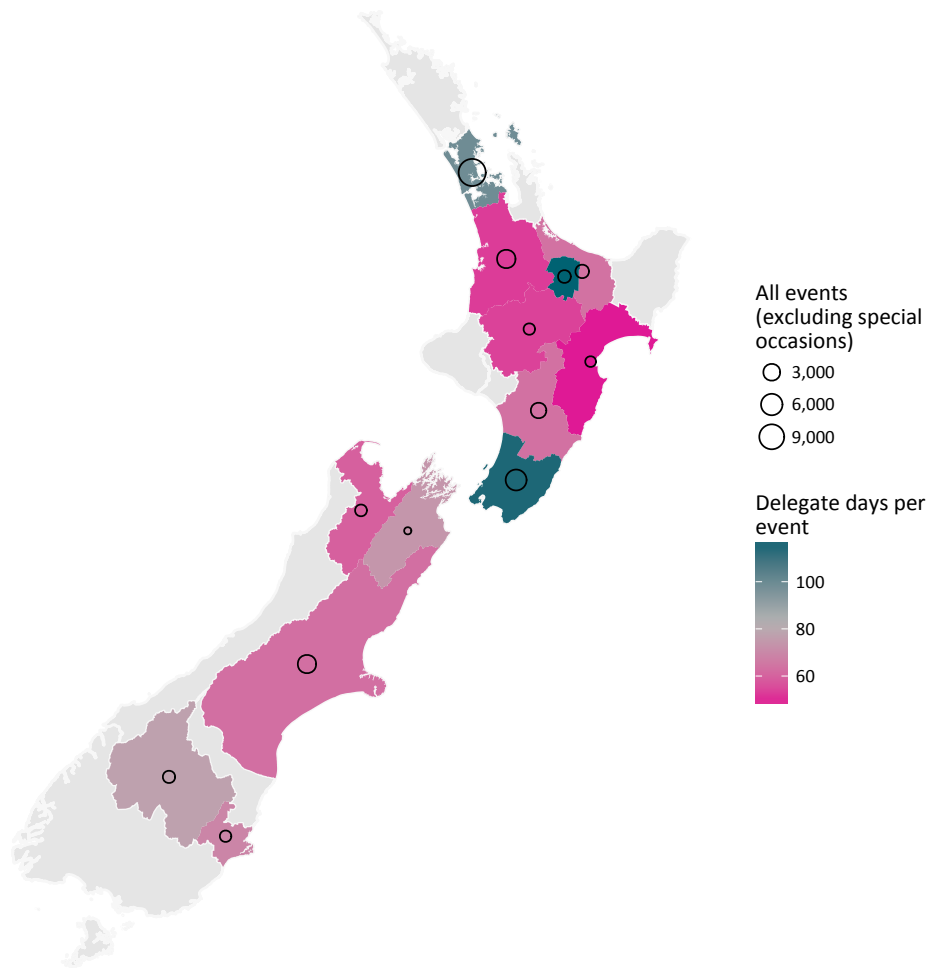 All events
(excluding special
occasions)
3,000
6,000
9,000
Delegate days per
event
100
80
60